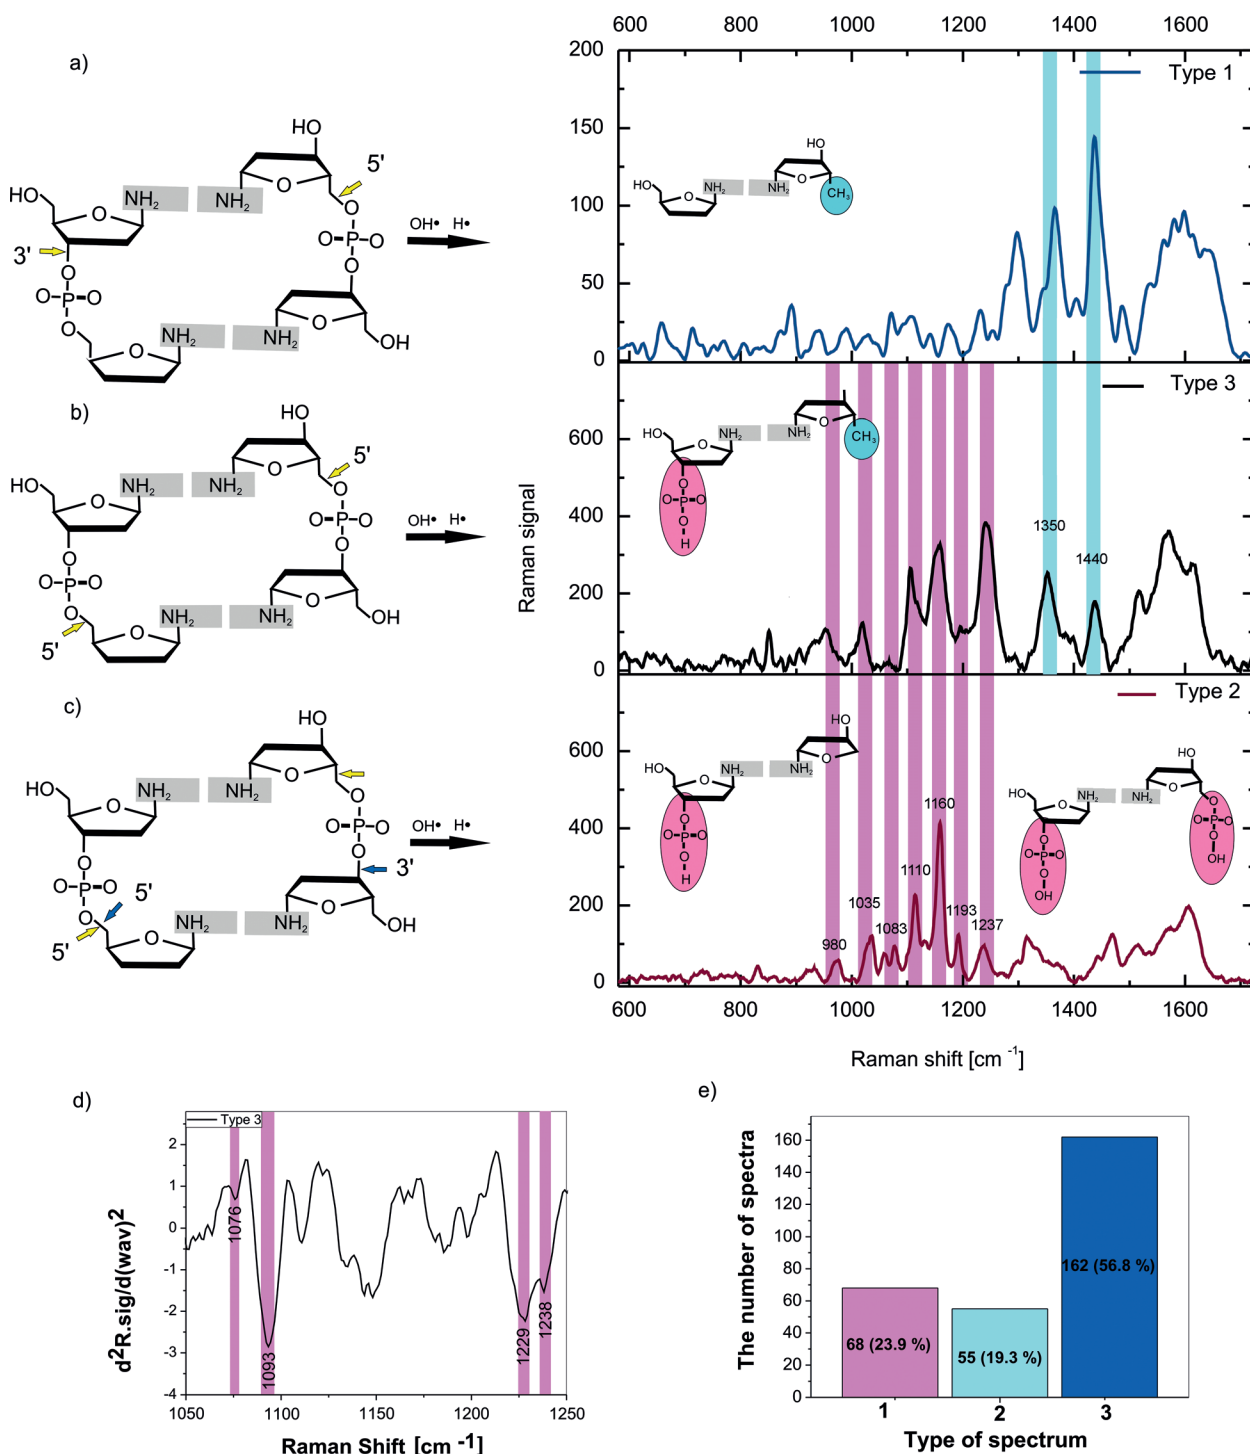 a)
HO
5'
HO
NH2
NH2
O
O
O
O P O
OH• H•
3'
O
O P O
O
O
NH2
NH2
O
O
OH
b)
HO
5'
HO
NH2
NH2
O
O
O
O P O
OH• H•
O
O P O
O
O
5'
NH2
NH2
O
O
OH
c)
HO
HO
NH2
NH2
O
O
O
O P O
OH• H•
O
3'
O
O P O
O
5'
5'
NH2
NH2
O
O
OH
600 800 1000 1200 1400 1600
200
150
100
50
0
Type 1
HO
HO
NH2
NH2
O
O
CH3
Raman signal
600
400
200
0
Type 3
HO
NH2
NH2
O
O
CH3
O
O P O
O
H
1350
1440
600
400
200
0
Type 2
HO
HO
NH2
NH2
O
O
O
O P O
O
H
HO
HO
NH2
NH2
O
O
O
O P O
OH
O
O P O
OH
980
1035
1083
1110
1160
1193
1237
600 800 1000 1200 1400 1600
Raman shift [cm -1]
d)
Type 3
2
1
0
-1
-2
-3
-4
d2R.sig/d(wav)2
1076
1093
1229
1238
1050 1100 1150 1200 1250
Raman Shift [cm -1]
e)
160
140
120
100
80
60
40
20
0
The number of spectra
68 (23.9 %)
55 (19.3 %)
162 (56.8 %)
1 2 3
Type of spectrum